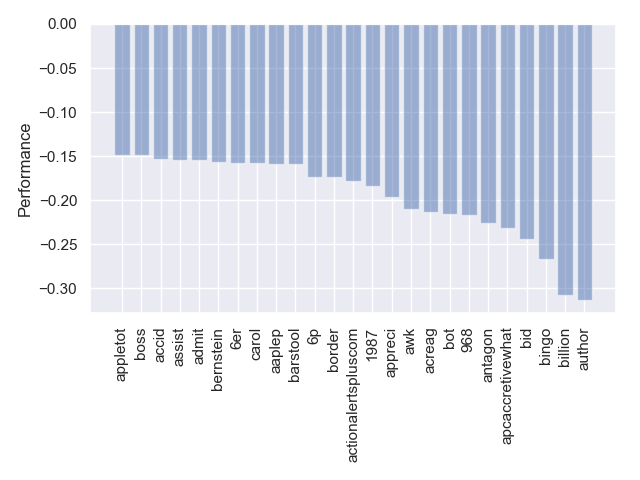 0.00
−0.05
−0.10
−0.15
−0.20
−0.25
−0.30
Performance
appletot
boss
accid
assist
admit
bernstein
6er
carol
aaplep
barstool
6p
border
actionalertspluscom
1987
appreci
awk
acreag
bot
968
antagon
apcaccretivewhat
bid
bingo
billion
author